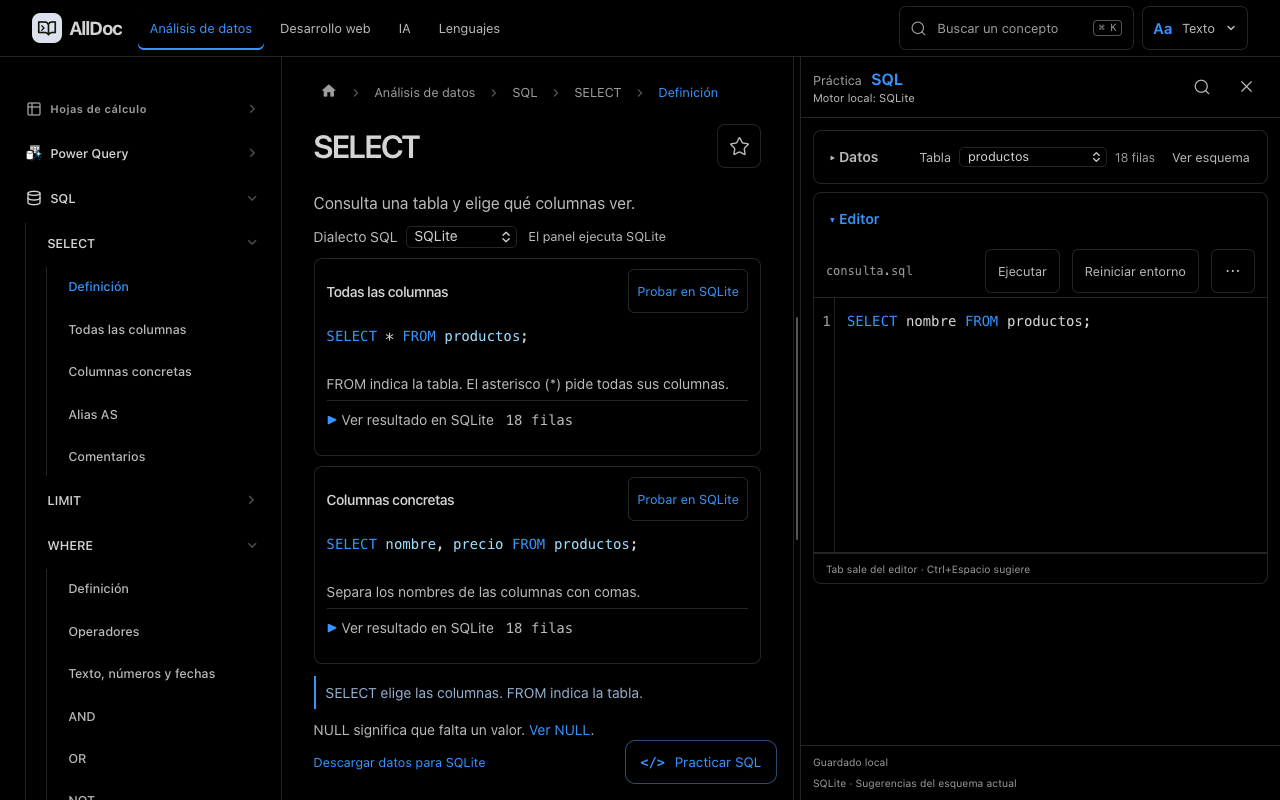 AllDoc
Análisis de datos
Desarrollo web
IA
Lenguajes
Buscar un concepto
⌘ K
Aa Texto
Hojas de cálculo
Power Query
SQL
SELECT
Definición
Todas las columnas
Columnas concretas
Alias AS
Comentarios
LIMIT
WHERE
Definición
Operadores
Texto, números y fechas
AND
OR
NOT
Análisis de datos > SQL > SELECT > Definición
SELECT
Consulta una tabla y elige qué columnas ver.
Dialecto SQL SQLite El panel ejecuta SQLite
Todas las columnas
Probar en SQLite
SELECT * FROM productos;
FROM indica la tabla. El asterisco (*) pide todas sus columnas.
Ver resultado en SQLite 18 filas
Columnas concretas
Probar en SQLite
SELECT nombre, precio FROM productos;
Separa los nombres de las columnas con comas.
Ver resultado en SQLite 18 filas
SELECT elige las columnas. FROM indica la tabla.
NULL significa que falta un valor. Ver NULL.
Descargar datos para SQLite
</> Practicar SQL
Práctica SQL
Motor local: SQLite
Datos
Tabla productos 18 filas Ver esquema
Editor
consulta.sql
Ejecutar
Reiniciar entorno
...
1 SELECT nombre FROM productos;
Tab sale del editor · Ctrl+Espacio sugiere
Guardado local
SQLite · Sugerencias del esquema actual